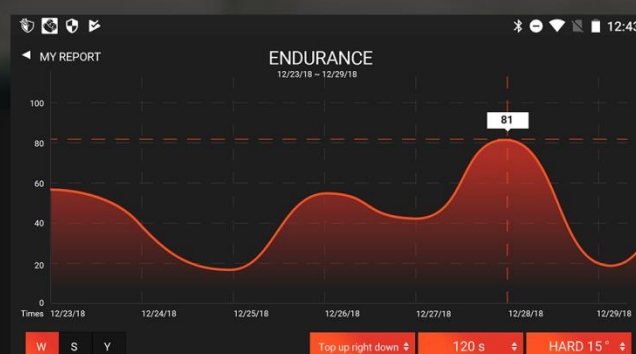 12:43
MY REPORT
ENDURANCE
12/23/18 ~ 12/29/18
100
81
80
60
40
20
0
Times 12/23/18 12/24/18 12/25/18 12/26/18 12/27/18 12/28/18 12/29/18
W S Y Top up right down 120 s HARD 15°